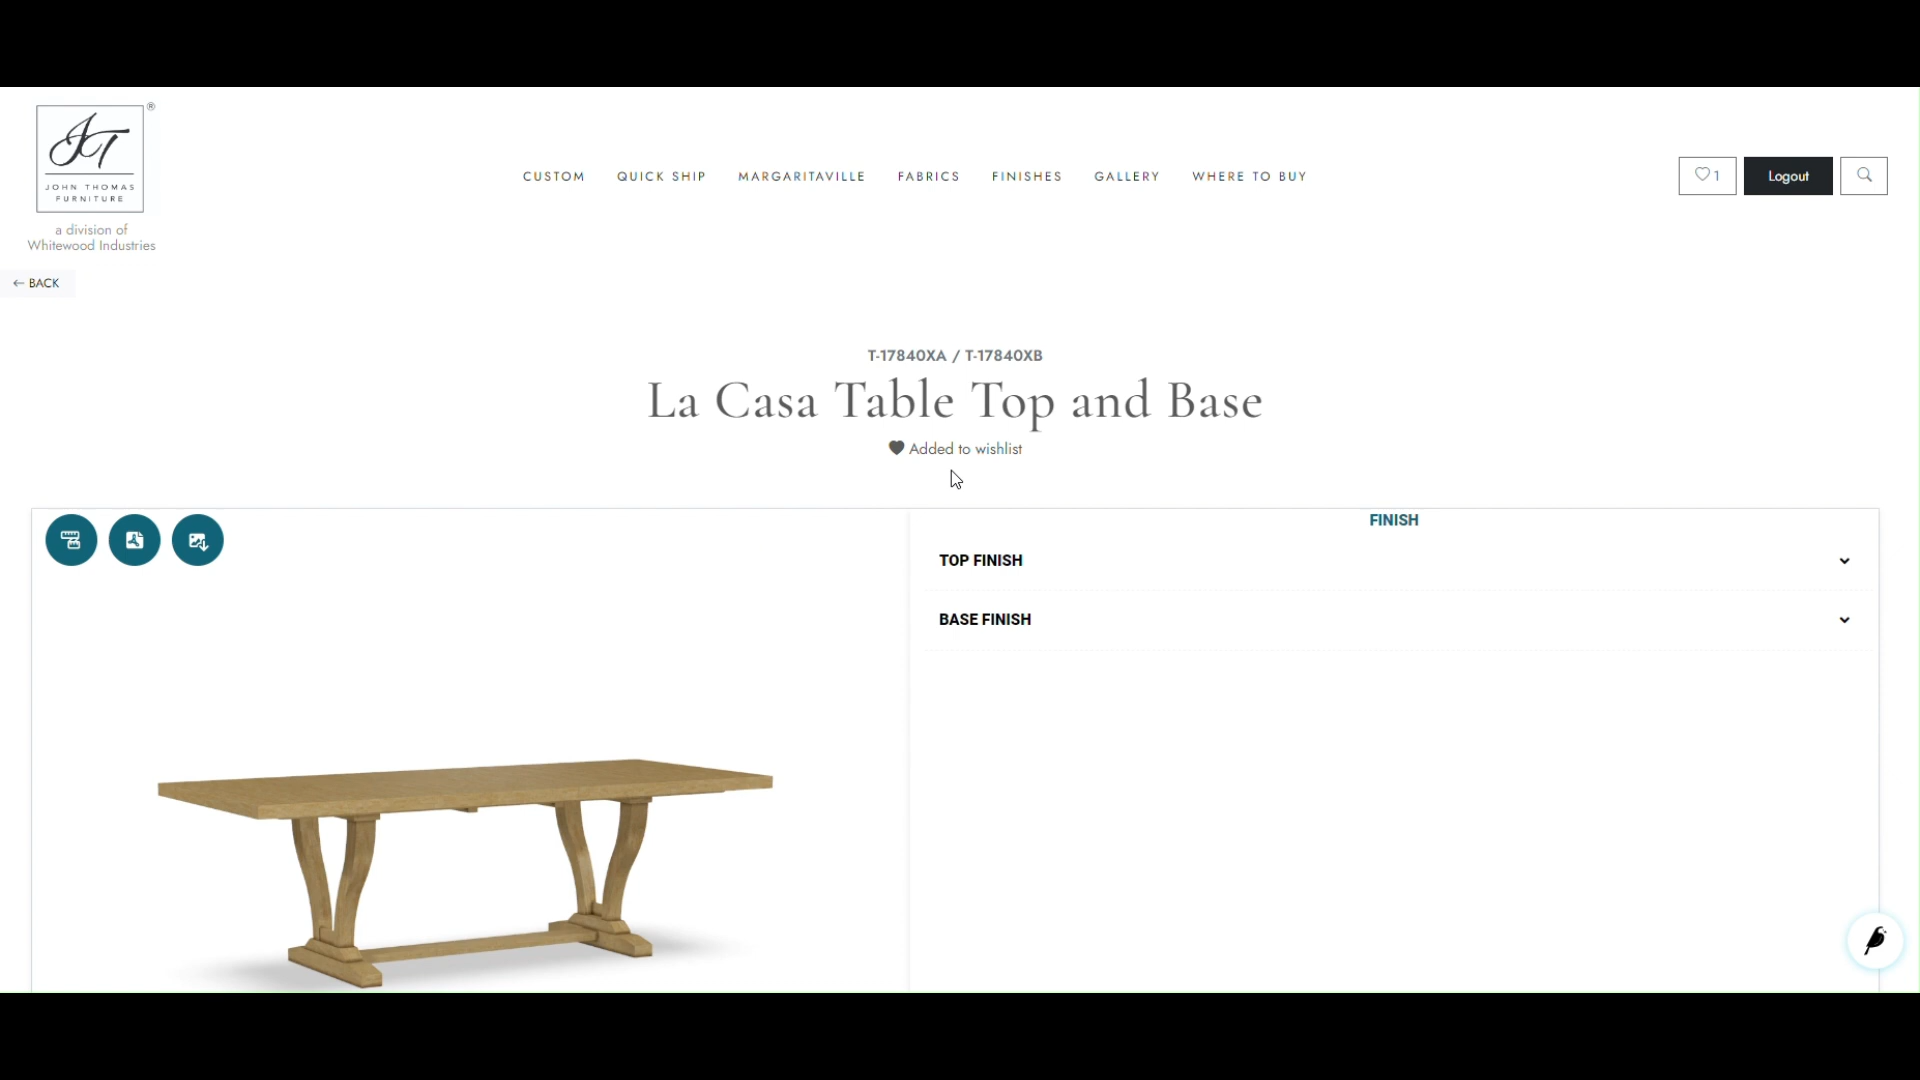 JT
®
JOHN THOMAS
FURNITURE
a division of
Whitewood Industries
CUSTOM QUICK SHIP MARGARITAVILLE FABRICS FINISHES GALLERY WHERE TO BUY
1
Logout
← BACK
T-17840XA / T-17840XB
La Casa Table Top and Base
Added to wishlist
FINISH
TOP FINISH
BASE FINISH